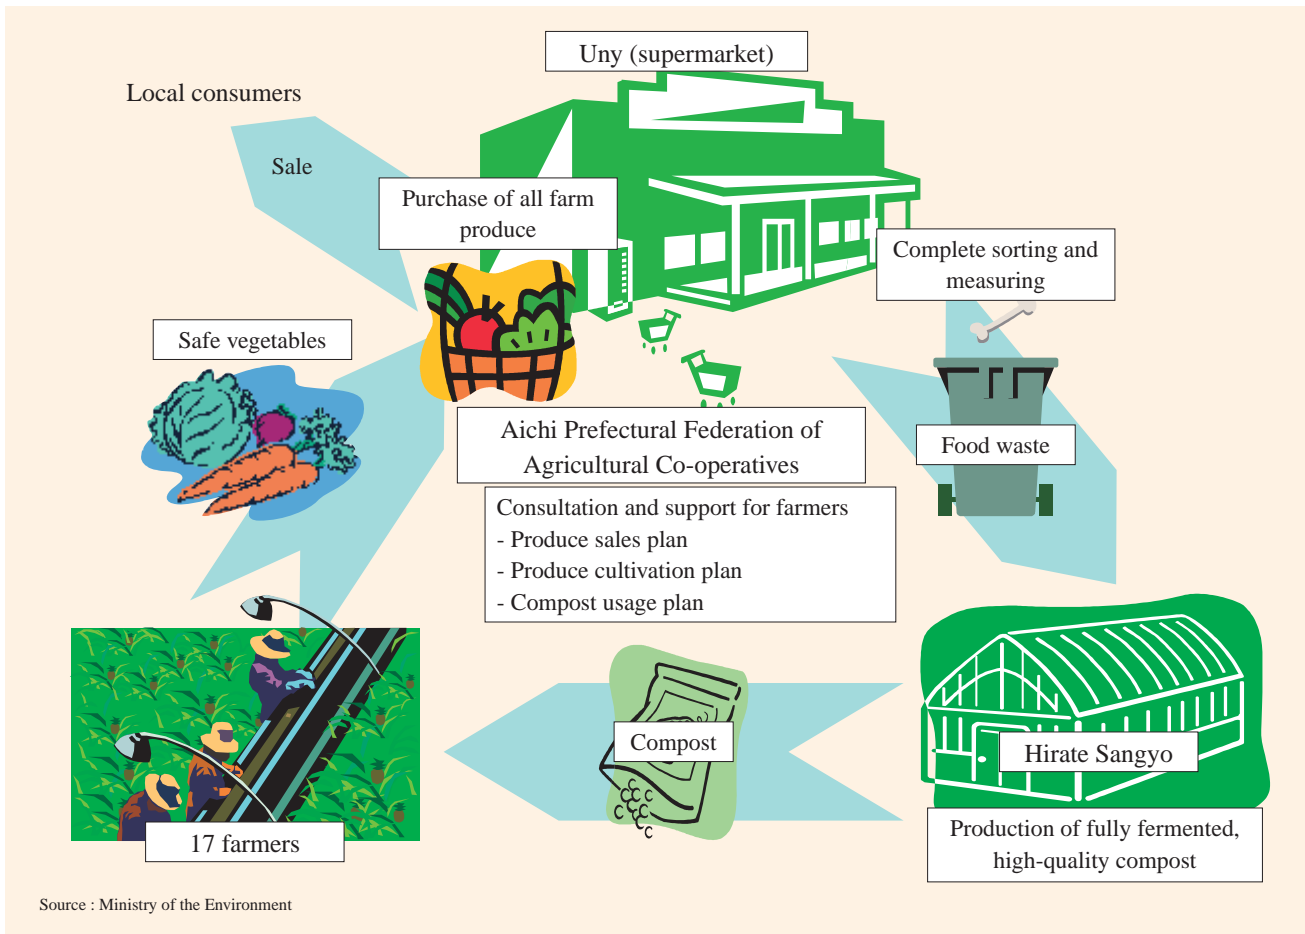 Uny (supermarket)
Local consumers
Sale
Purchase of all farm
produce
Complete sorting and
measuring
Safe vegetables
Food waste
Aichi Prefectural Federation of
Agricultural Co-operatives
Consultation and support for farmers
- Produce sales plan
- Produce cultivation plan
- Compost usage plan
Compost
Hirate Sangyo
Production of fully fermented,
high-quality compost
17 farmers
Source : Ministry of the Environment